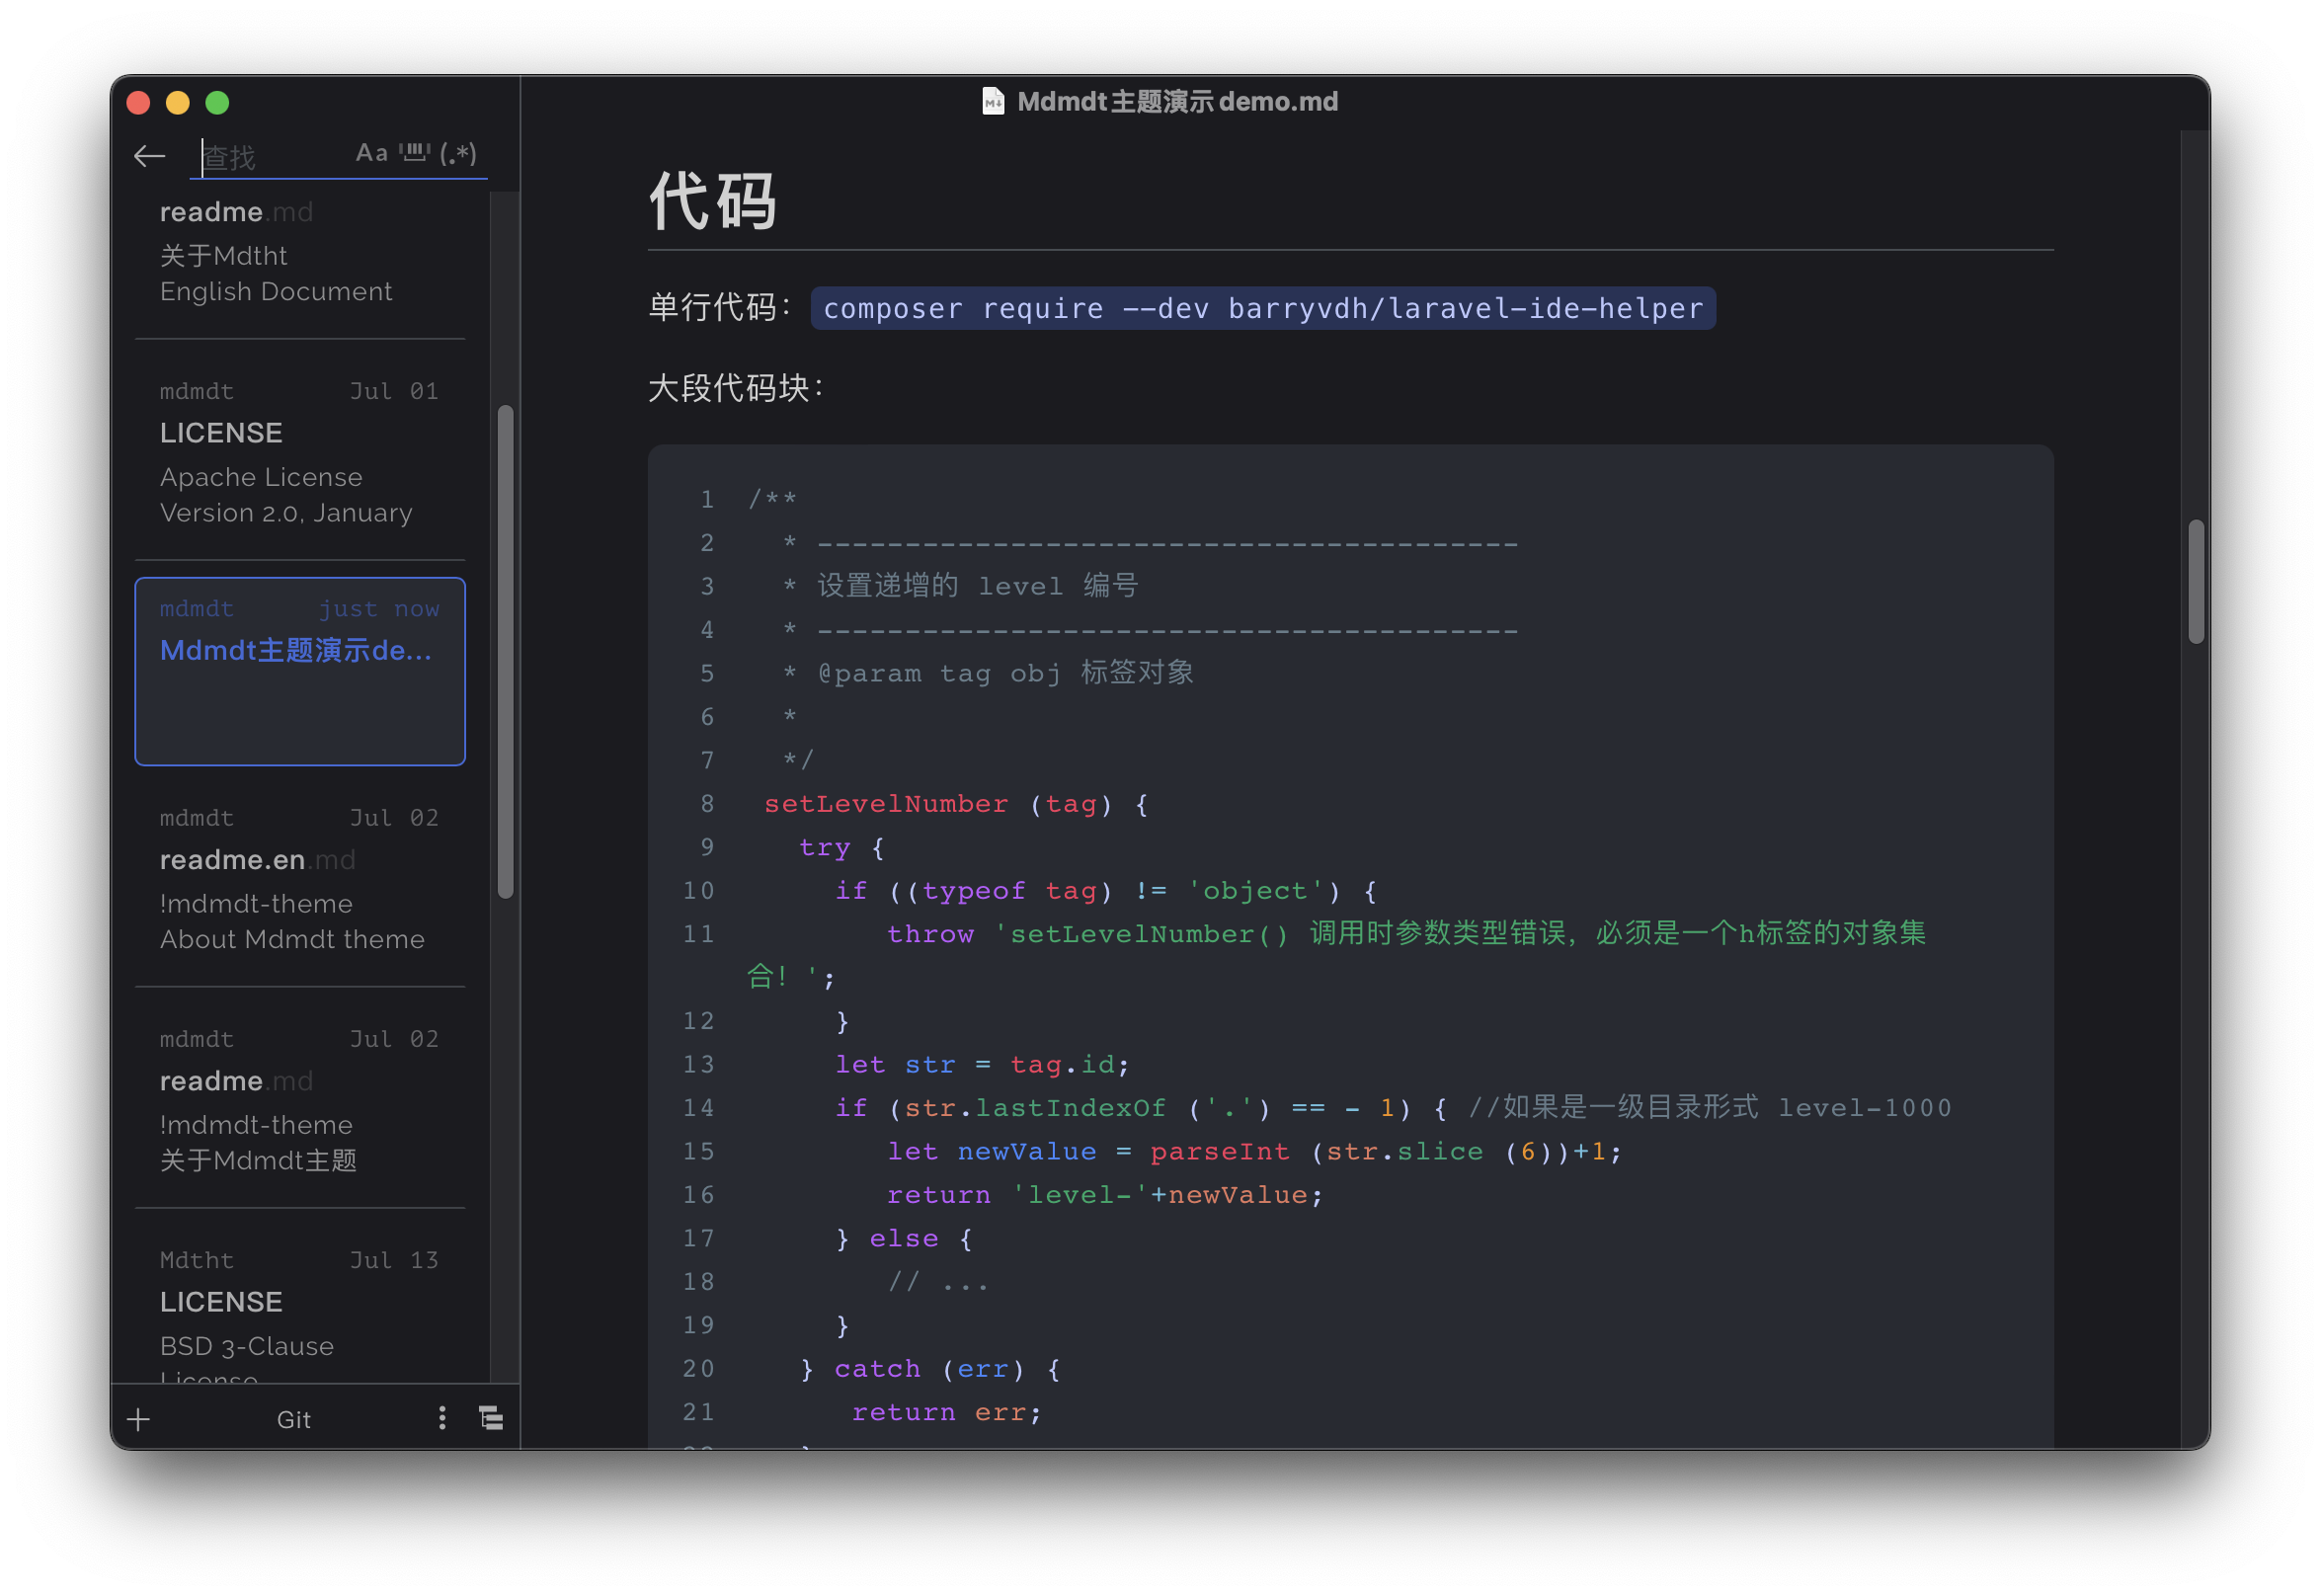 Mdmdt主题演示demo.md
查找 Aa (.*)
readme.md
关于Mdtht
English Document
mdmdt Jul 01
LICENSE
Apache License
Version 2.0, January
mdmdt just now
Mdmdt主题演示de...
mdmdt Jul 02
readme.en.md
!mdmdt-theme
About Mdmdt theme
mdmdt Jul 02
readme.md
!mdmdt-theme
关于Mdmdt主题
Mdtht Jul 13
LICENSE
BSD 3-Clause
License
Git
代码
单行代码： composer require --dev barryvdh/laravel-ide-helper
大段代码块：
1 /**
2 * ----------------------------------------
3 * 设置递增的 level 编号
4 * ----------------------------------------
5 * @param tag obj 标签对象
6 *
7 */
8 setLevelNumber (tag) {
9 try {
10 if ((typeof tag) != 'object') {
11 throw 'setLevelNumber() 调用时参数类型错误，必须是一个h标签的对象集
合！';
12 }
13 let str = tag.id;
14 if (str.lastIndexOf ('.') == - 1) { //如果是一级目录形式 level-1000
15 let newValue = parseInt (str.slice (6))+1;
16 return 'level-'+newValue;
17 } else {
18 // ...
19 }
20 } catch (err) {
21 return err;